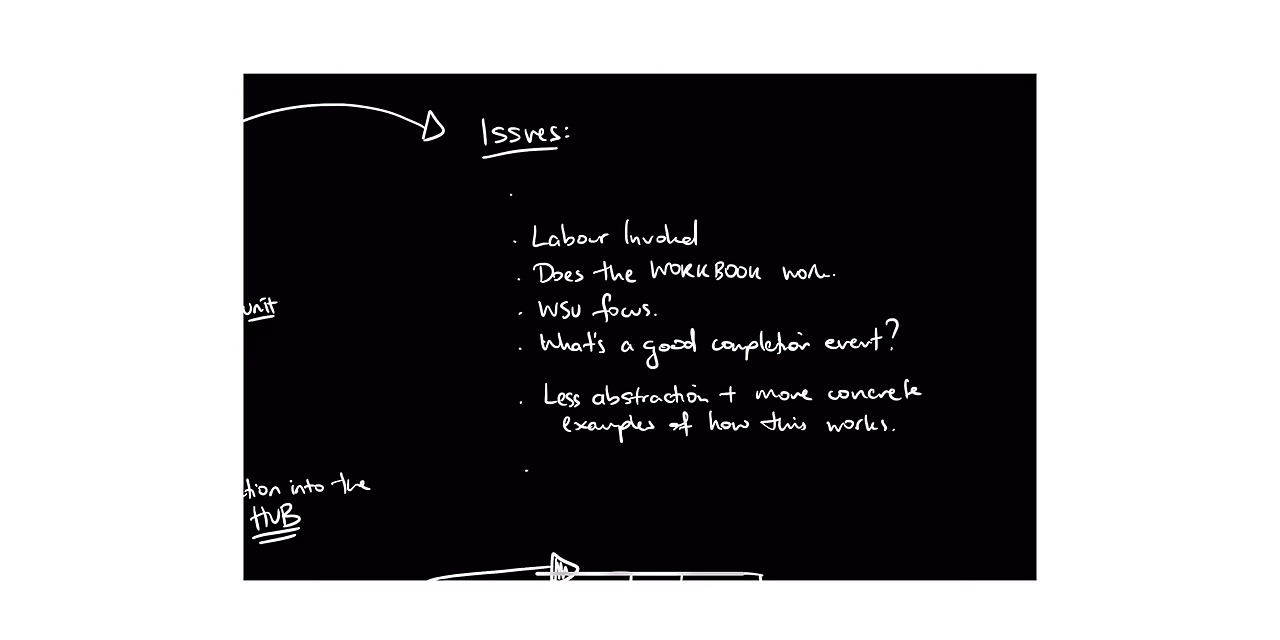 Issues:
· 
· Labour Invoked
· Does the WORKBOOK work.
· WSU focus.
· What's a good completion event?
· Less abstraction + more concrete
examples of how this works.
·
unit
tion into the
HUB